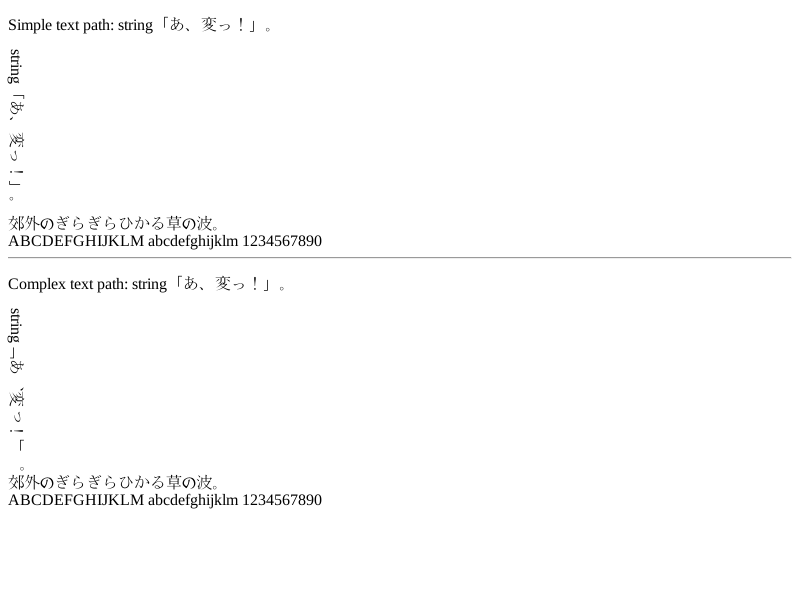 Simple text path: string「あ、変っ！」。
string「あ、変っ！」。
郊外のぎらぎらひかる草の波。
ABCDEFGHIJKLM abcdefghijklm 1234567890
Complex text path: string「あ、変っ！」。
string「あ、変っ！」。
郊外のぎらぎらひかる草の波。
ABCDEFGHIJKLM abcdefghijklm 1234567890